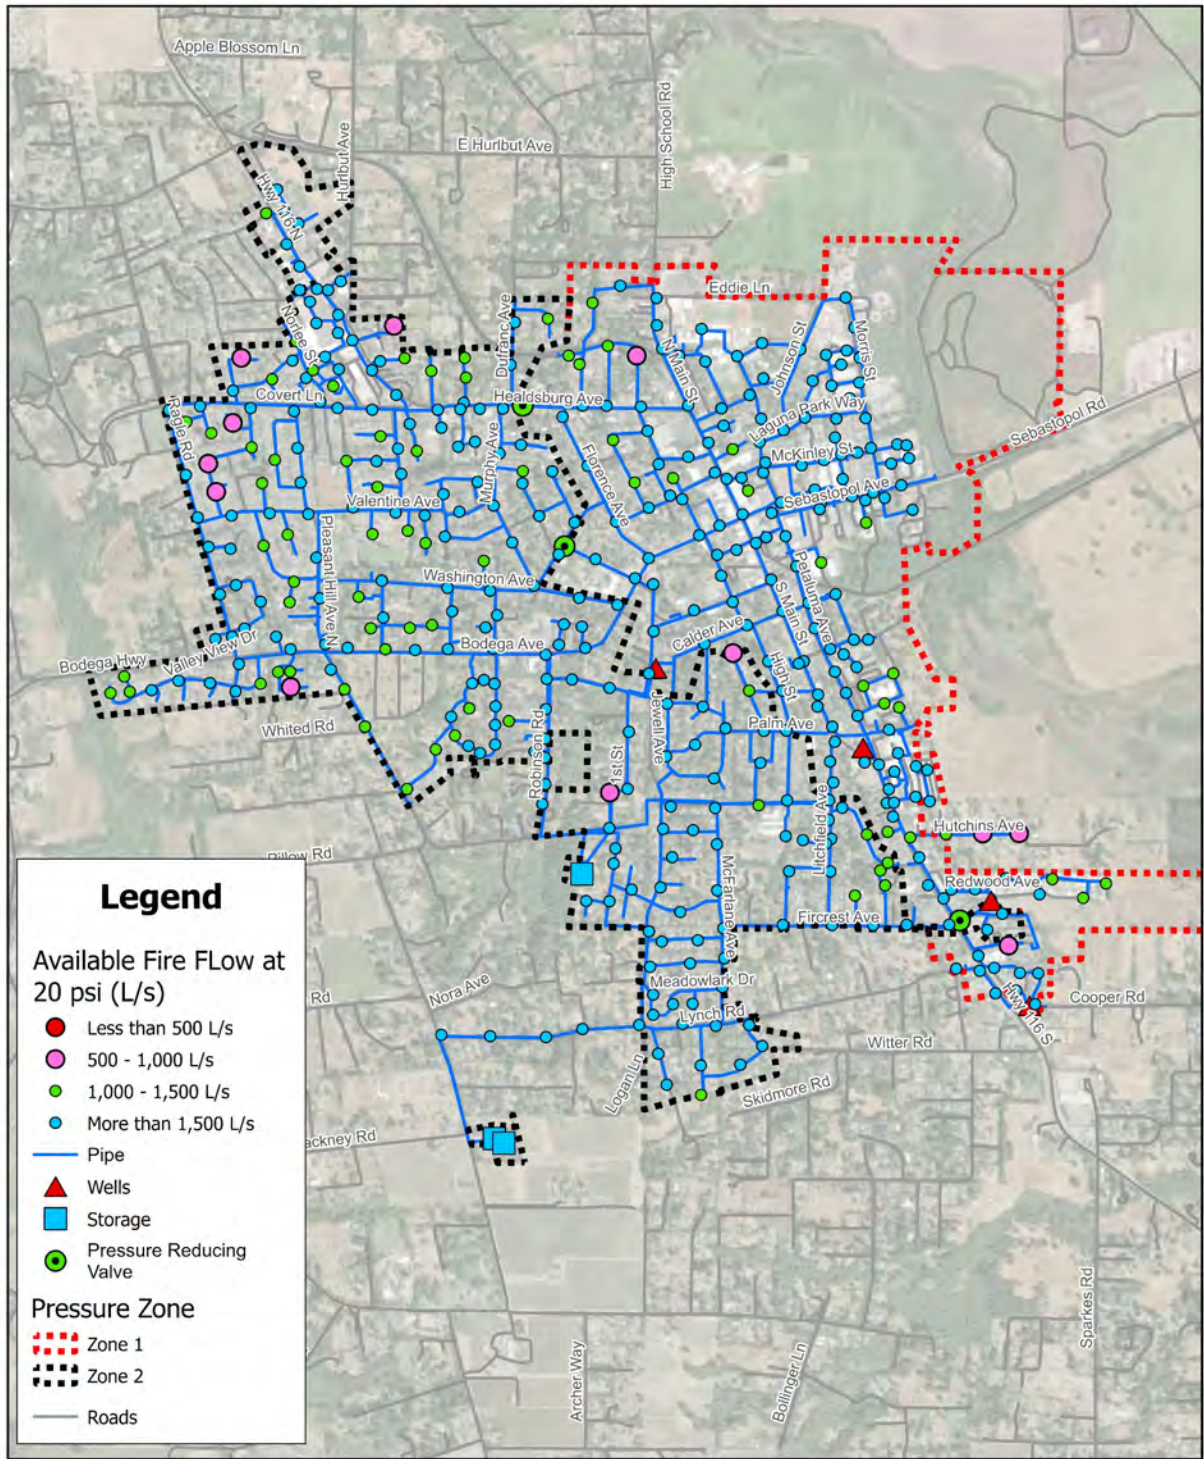 Apple Blossom Ln
Hurlbut Ave
E Hurlbut Ave
High School Rd
Hwy 116 N
Eddie Ln
Norlee St
Dufranc Ave
N Main St
Johnson St
Morris St
Covert Ln
Healdsburg Ave
Ragle Rd
Laguna Park Way
Sebastopol Rd
Murphy Ave
Florence Ave
McKinley St
Valentine Ave
Sebastopol Ave
Pleasant Hill Ave N
Washington Ave
Petaluma Ave
S Main St
Bodega Ave
Calder Ave
Bodega Hwy
Valley View Dr
High St
Whited Rd
Robinson Rd
Jewell Ave
Palm Ave
1st St
Litchfield Ave
Hutchins Ave
McFarlane Ave
Redwood Ave
Fircrest Ave
Meadowlark Dr
Nora Ave
Lynch Rd
Hwy 116 S
Cooper Rd
Rd
Witter Rd
Logan Ln
Skidmore Rd
ackney Rd
Sparkes Rd
Archer Way
Bollinger Ln
Legend
Available Fire FLow at
20 psi (L/s)
Less than 500 L/s
500 - 1,000 L/s
1,000 - 1,500 L/s
More than 1,500 L/s
Pipe
Wells
Storage
Pressure Reducing
Valve
Pressure Zone
Zone 1
Zone 2
Roads